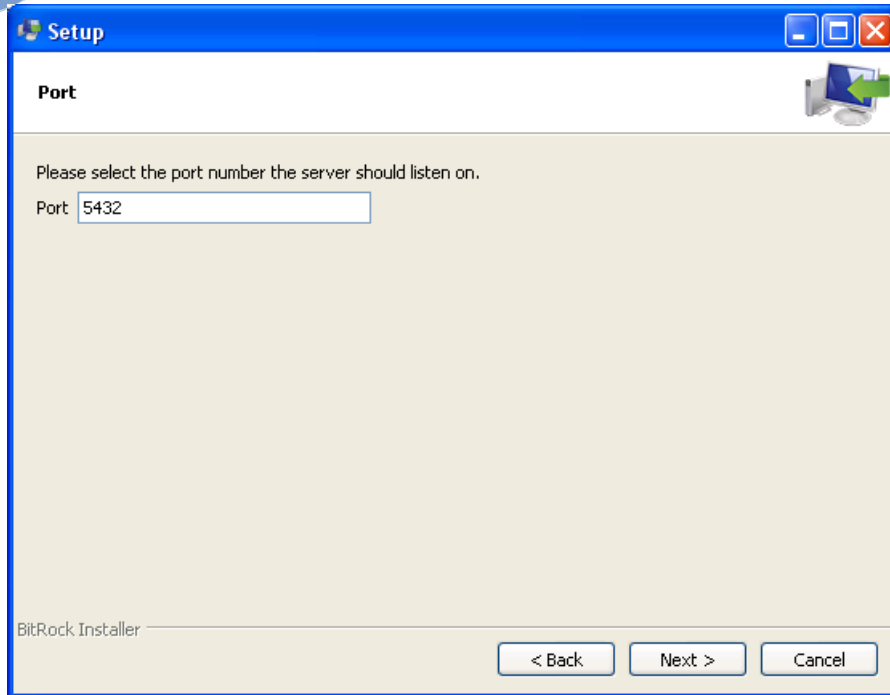 Setup
Port
Please select the port number the server should listen on.
Port 5432
BitRock Installer
< Back Next > Cancel